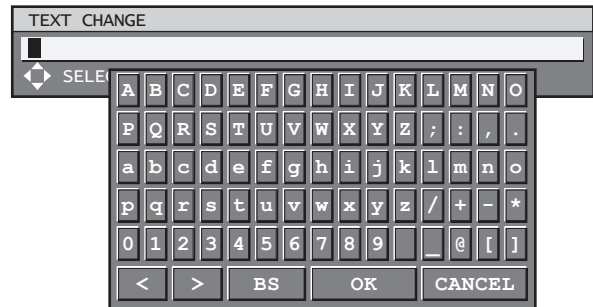 TEXT CHANGE
SELEC
A B C D E F G H I J K L M N O
P Q R S T U V W X Y Z ; : , .
a b c d e f g h i j k l m n o
p q r s t u v w x y z / + - *
0 1 2 3 4 5 6 7 8 9 _ @ [ ]
< > BS OK CANCEL